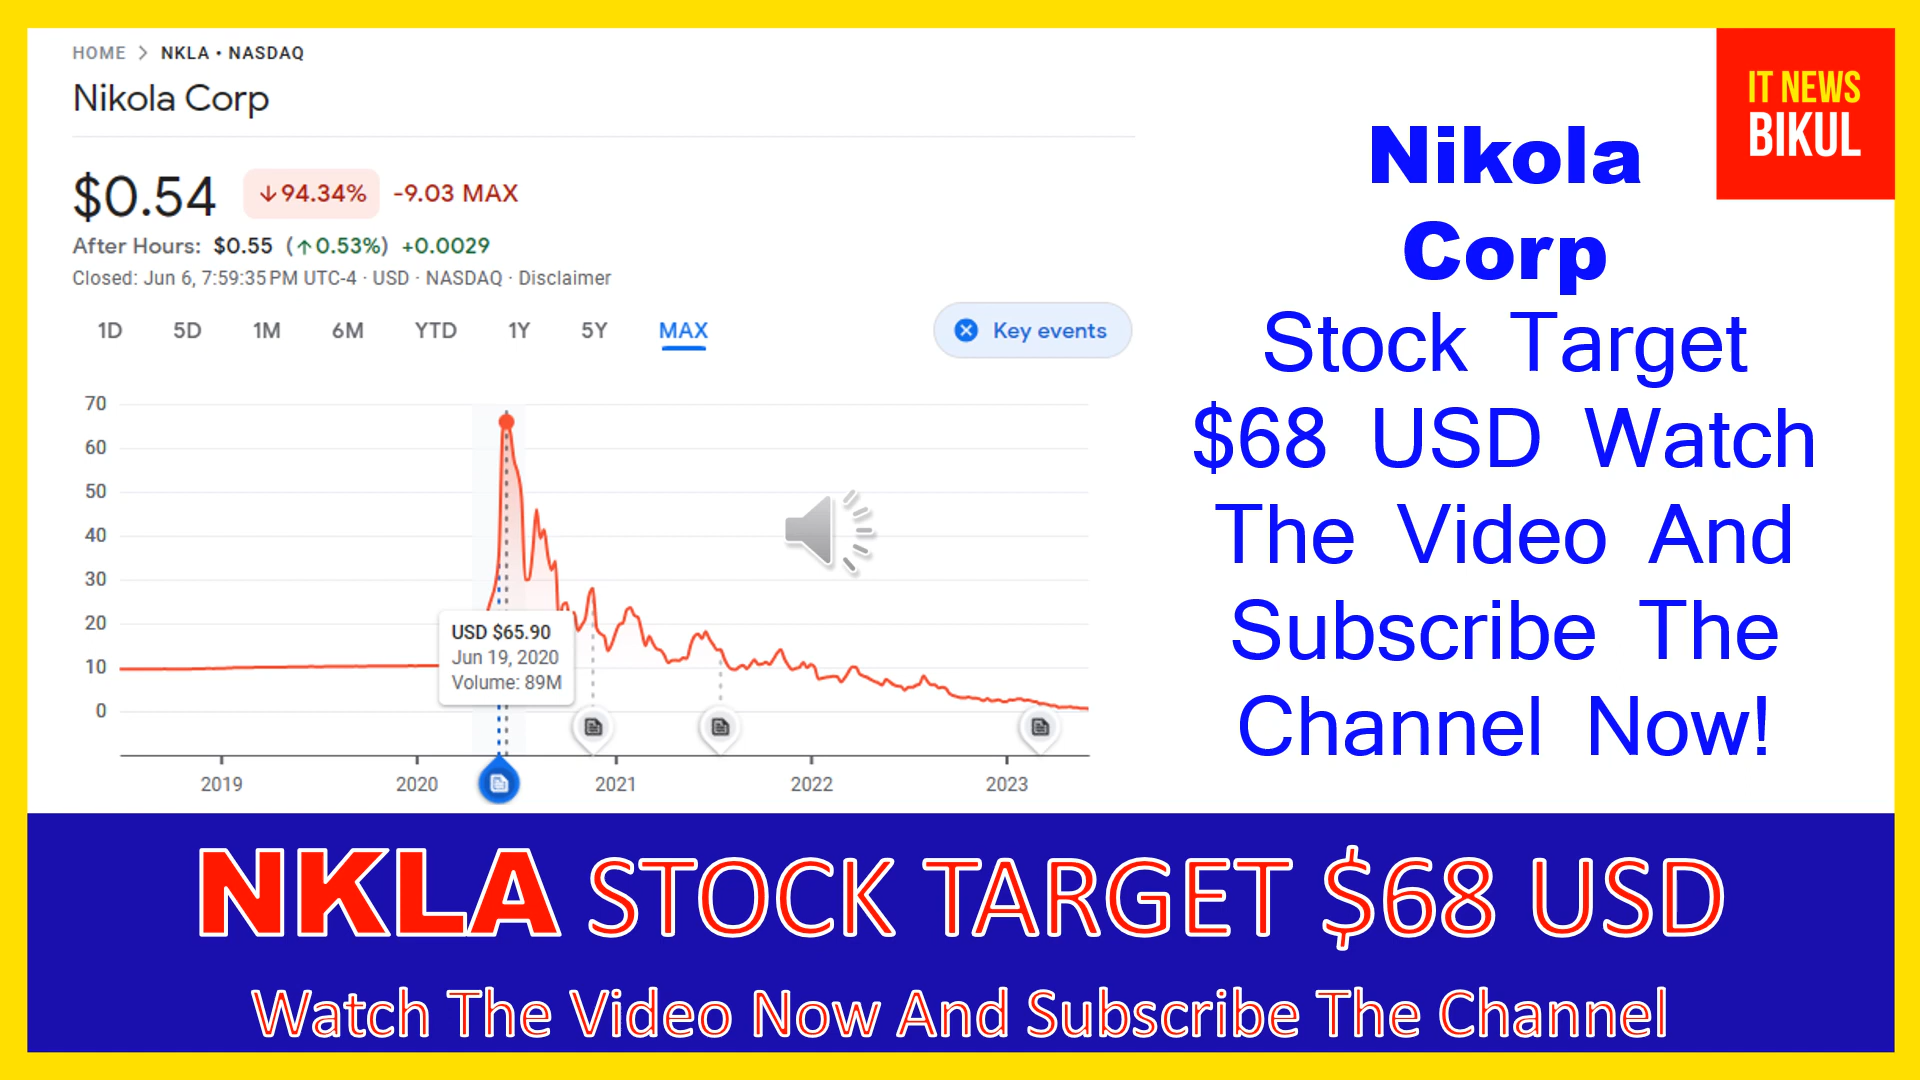 HOME > NKLA • NASDAQ
Nikola Corp
$0.54 ↓94.34% -9.03 MAX
After Hours: $0.55 (↑0.53%) +0.0029
Closed: Jun 6, 7:59:35 PM UTC-4 · USD · NASDAQ · Disclaimer
1D 5D 1M 6M YTD 1Y 5Y MAX
Key events
70
60
50
40
30
20
10
0
USD $65.90
Jun 19, 2020
Volume: 89M
2019 2020 2021 2022 2023
IT NEWS
BIKUL
Nikola
Corp
Stock Target
$68 USD Watch
The Video And
Subscribe The
Channel Now!
NKLA STOCK TARGET $68 USD
Watch The Video Now And Subscribe The Channel